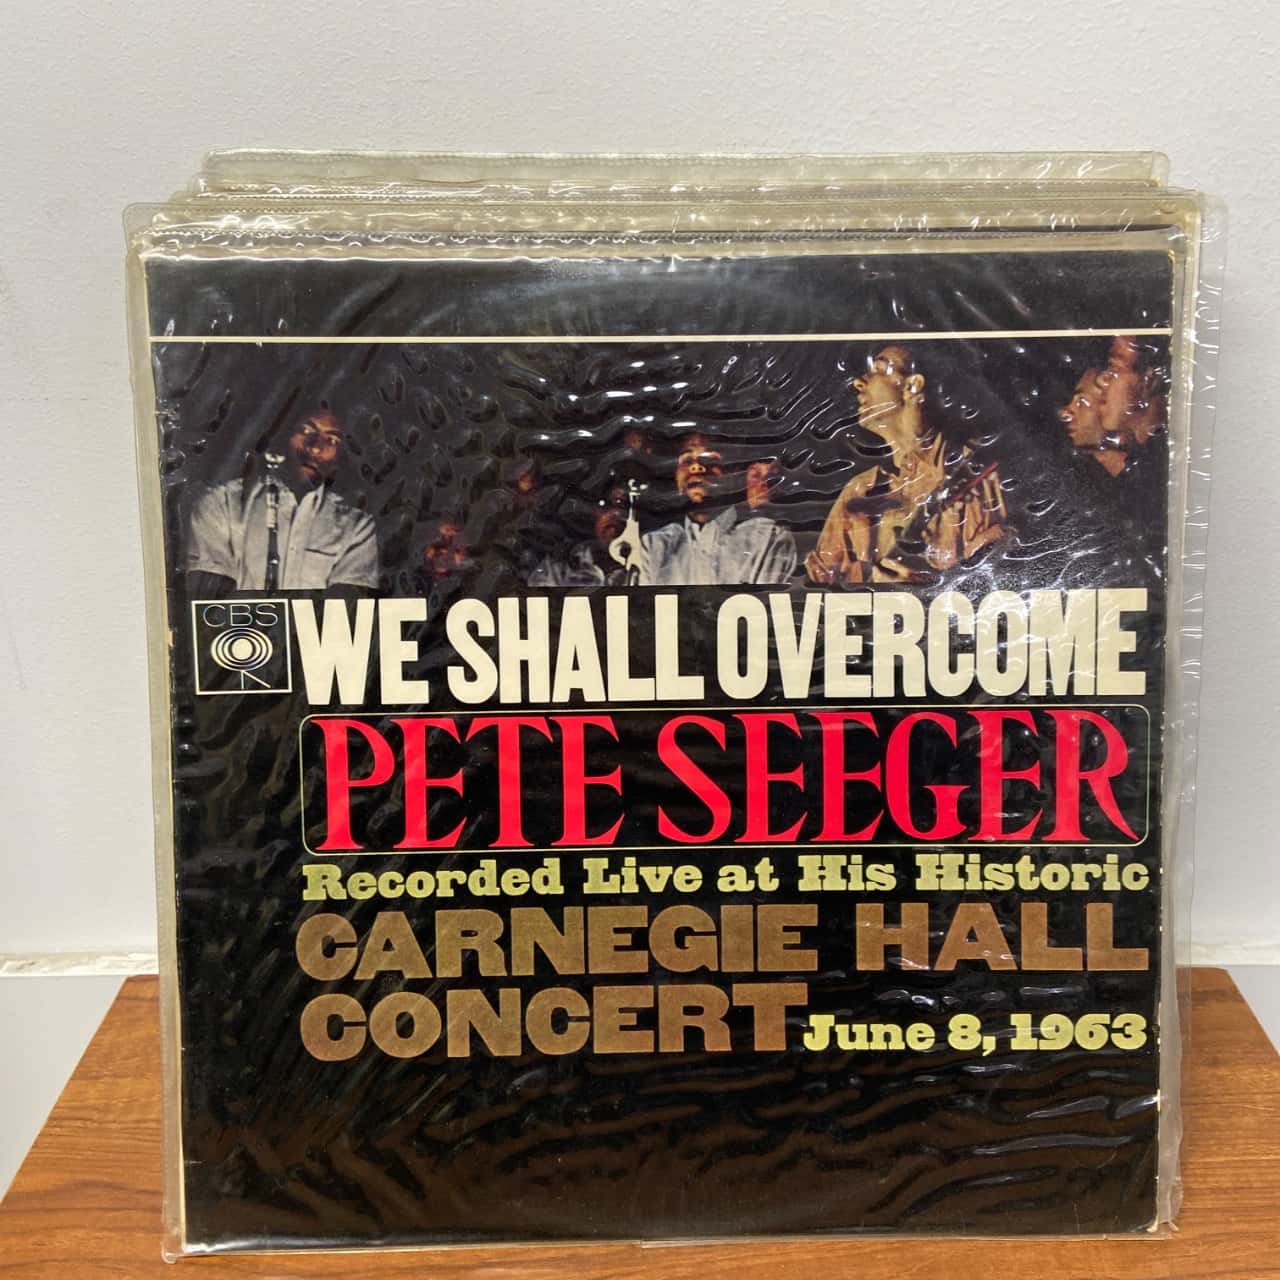 CBS
WE SHALL OVERCOME
PETE SEEGER
Recorded Live at His Historic
CARNEGIE HALL
CONCERT June 8, 1963